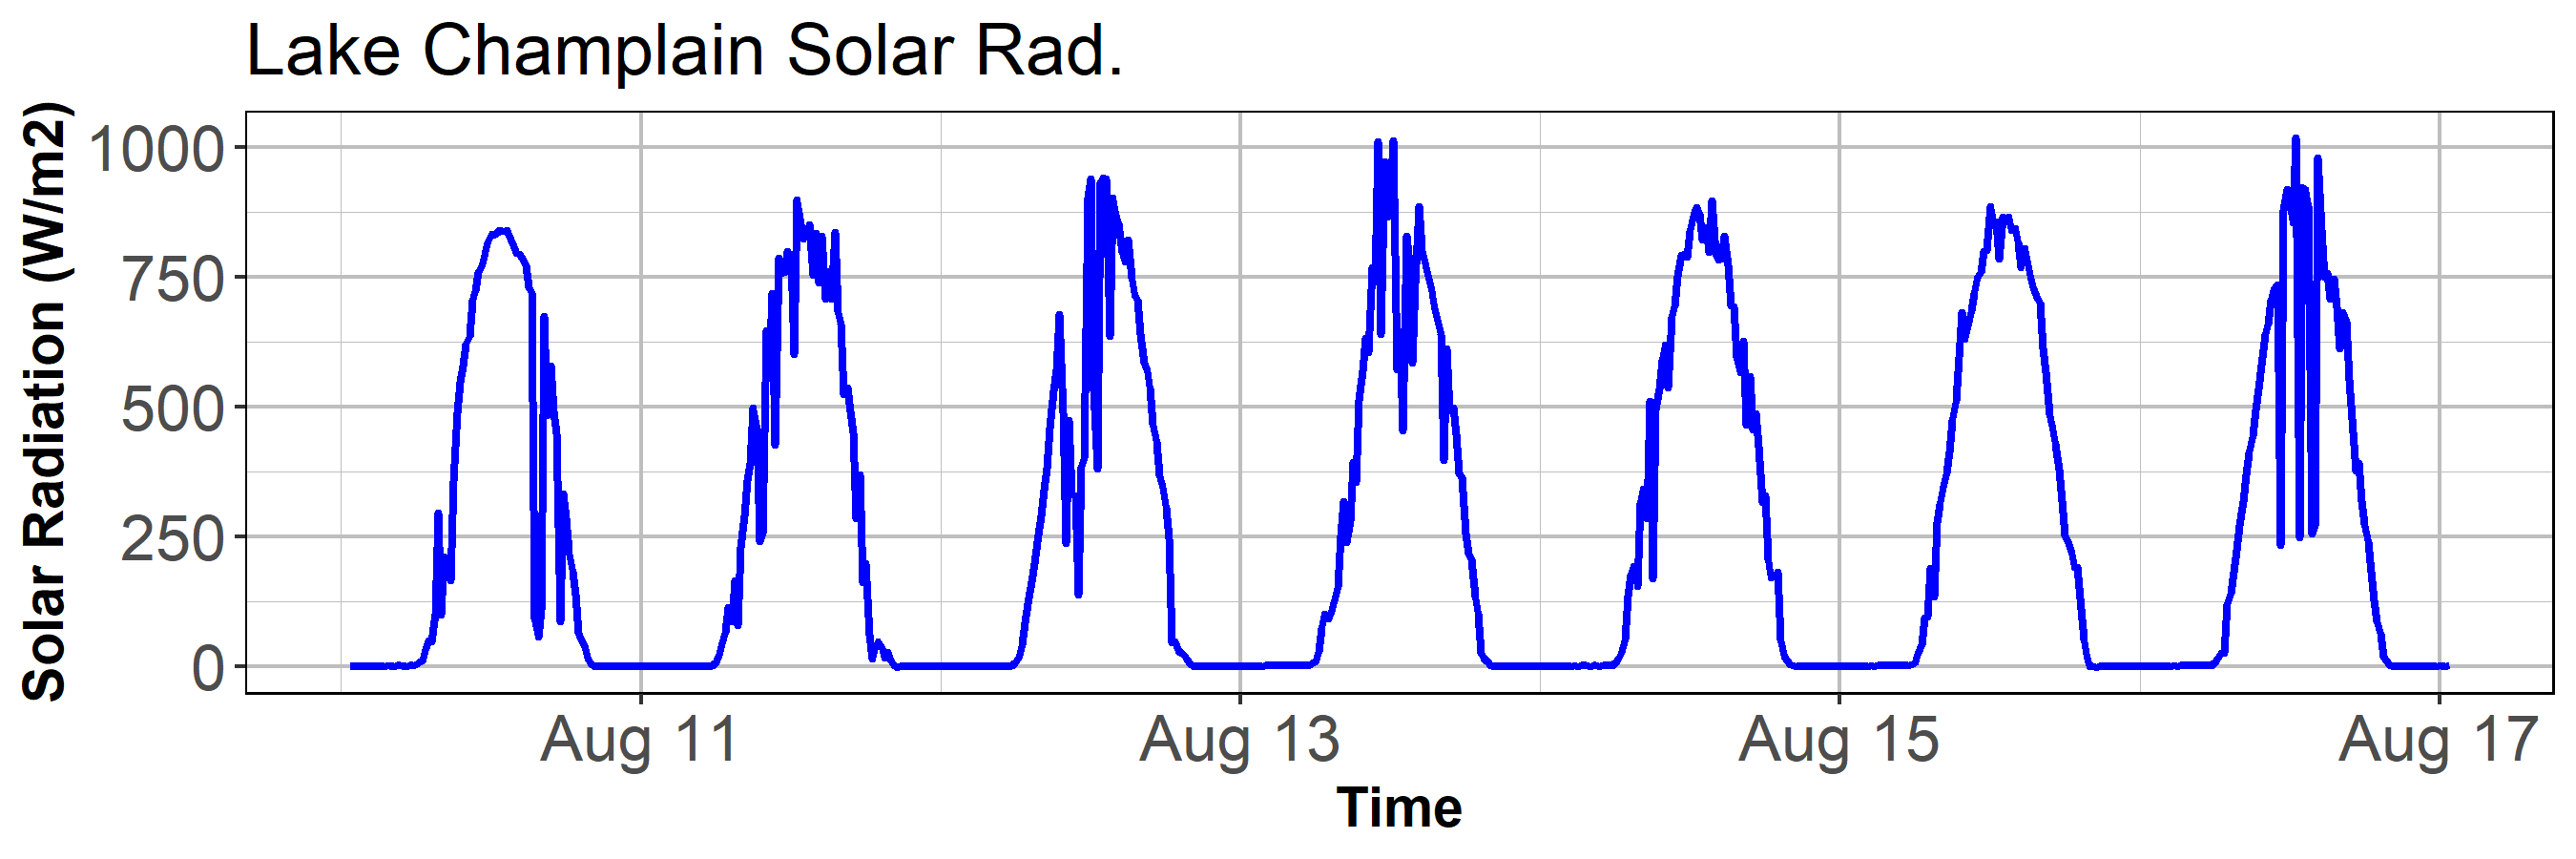 Lake Champlain Solar Rad.
Solar Radiation (W/m2)
1000
750
500
250
0
Aug 11 Aug 13 Aug 15 Aug 17
Time